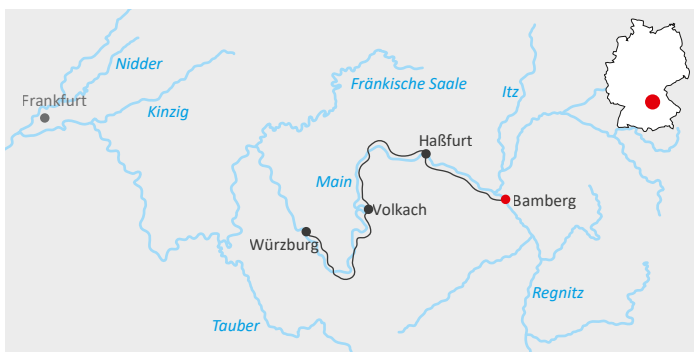 Nidder
Fränkische Saale
Itz
Frankfurt
Kinzig
Haßfurt
Main
Bamberg
Volkach
Würzburg
Regnitz
Tauber